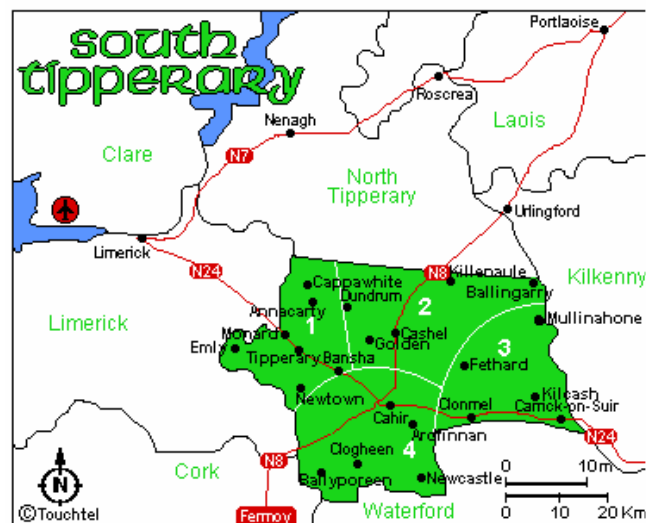 south
tipperary
Portlaoise
Roscrea
Nenagh
Laois
Clare
N7
North
Tipperary
Urlingford
Limerick
N24
N8
Killenaule
Kilkenny
Cappawhite
Dundrum
2
Ballingarry
Annacarty
1
Mullinahone
Limerick
Monard
Cashel
Emly
Golden
3
Tipperary
Bansha
Fethard
Newtown
Kilcash
Cahir
Clonmel
Carrick-on-Suir
Ardfinnan
N24
4
Cork
N8
Clogheen
Ballyporeen
Newcastle
N
0
10m
©Touchtel
Fermoy
Waterford
0
10
20 Km